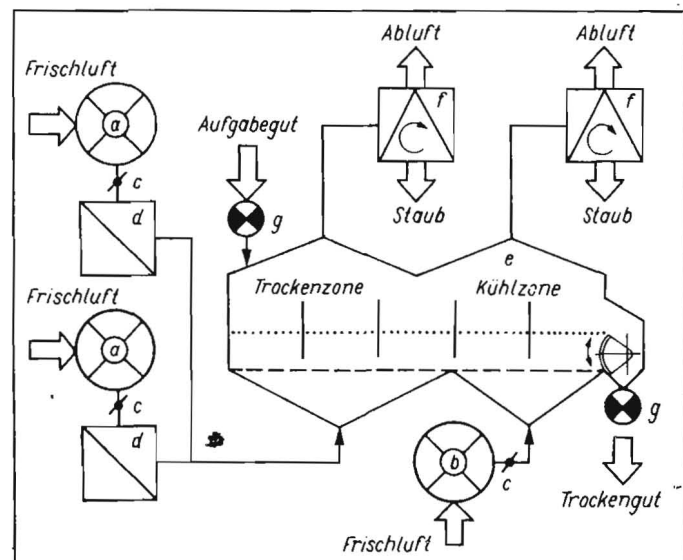 Abluft
Abluft
Frischluft
a
f
f
Aufgabegut
c
Staub
Staub
d
g
e
Frischluft
Trockenzone
Kühlzone
a
c
g
d
b
c
Trockengut
Frischluft